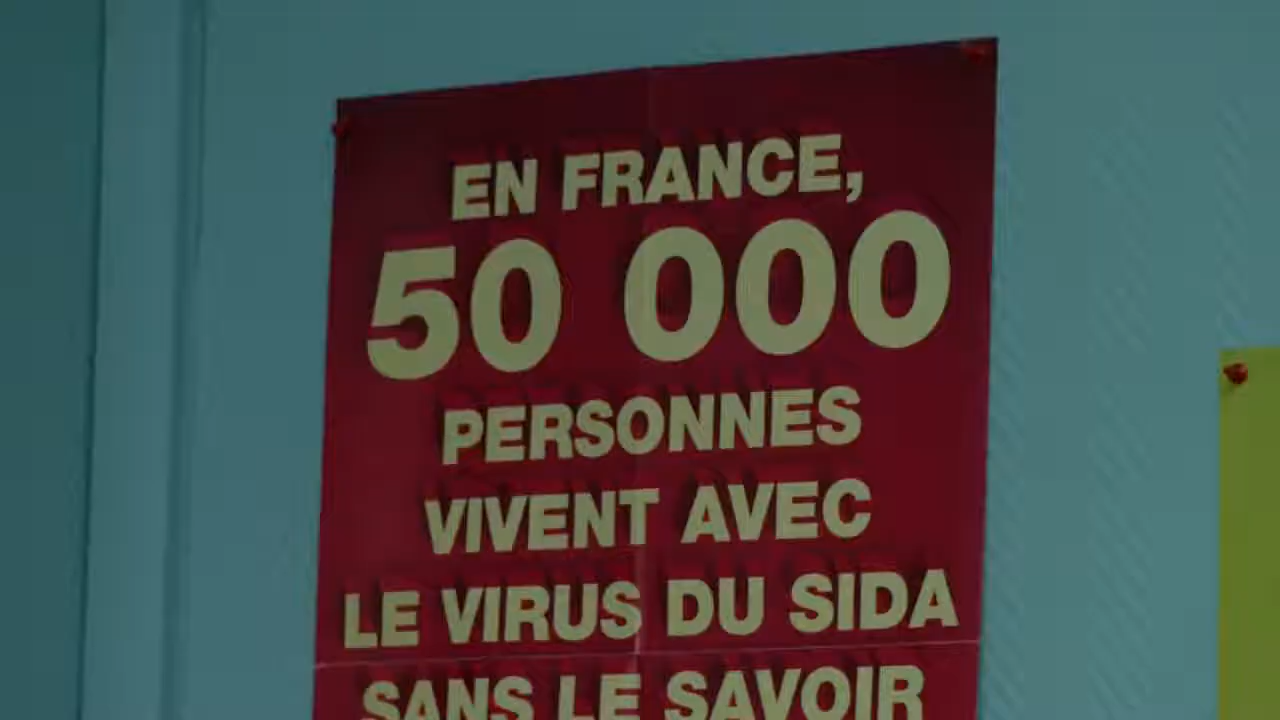 EN FRANCE,
50 000
PERSONNES
VIVENT AVEC
LE VIRUS DU SIDA
SANS LE SAVOIR